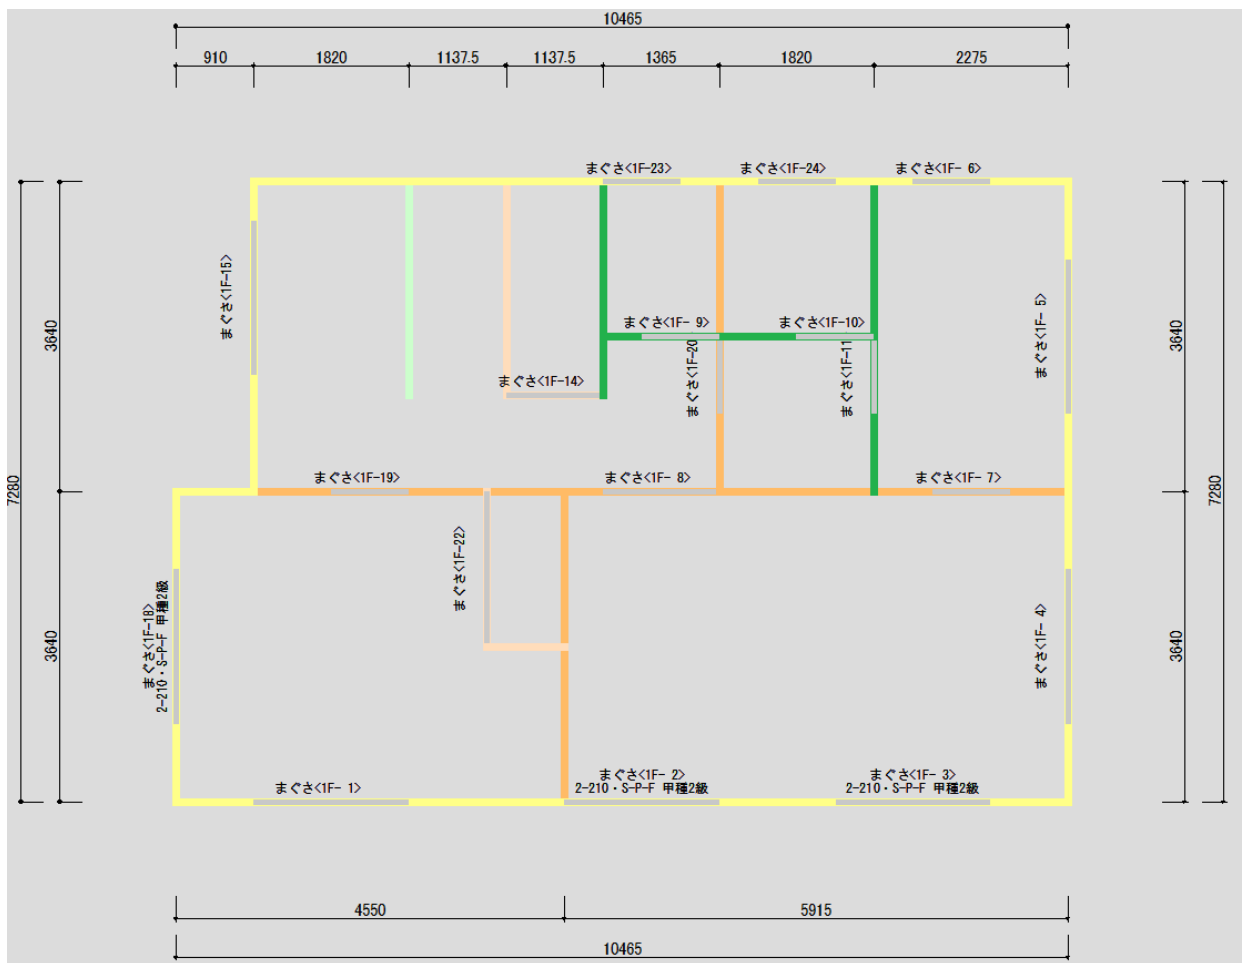 10465
910
1820
1137.5
1137.5
1365
1820
2275
まぐさ<1F-23>
まぐさ<1F-24>
まぐさ<1F- 6>
まぐさ<1F-15>
まぐさ<1F- 5>
3640
7280
3640
7280
まぐさ<1F- 9>
まぐさ<1F-10>
まぐさ<1F-20
まぐさ<1F-11
まぐさ<1F-14>
まぐさ<1F-19>
まぐさ<1F- 8>
まぐさ<1F- 7>
まぐさ<1F-22>
まぐさ<1F-18>
2-210・S-P-F 甲種2級
まぐさ<1F- 4>
3640
3640
まぐさ<1F- 1>
まぐさ<1F- 2>
2-210・S-P-F 甲種2級
まぐさ<1F- 3>
2-210・S-P-F 甲種2級
4550
5915
10465